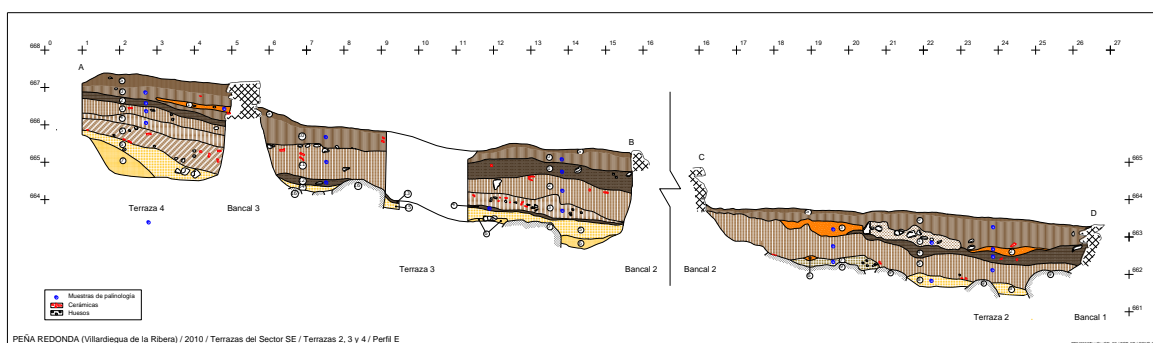 0 1 2 3 4 5 6 7 8 9 10 11 12 13 14 15 16 16 17 18 19 20 21 22 23 24 25 26 27
668
A
667
666
B
C
665
665
664
664
D
663
662
661
Terraza 4
Bancal 3
Terraza 3
Bancal 2
Bancal 2
Terraza 2
Bancal 1
Muestras de palinología
Cerámicas
Huesos
PEÑA REDONDA (Villardiegua de la Ribera) / 2010 / Terrazas del Sector SE / Terrazas 2, 3 y 4 / Perfil E